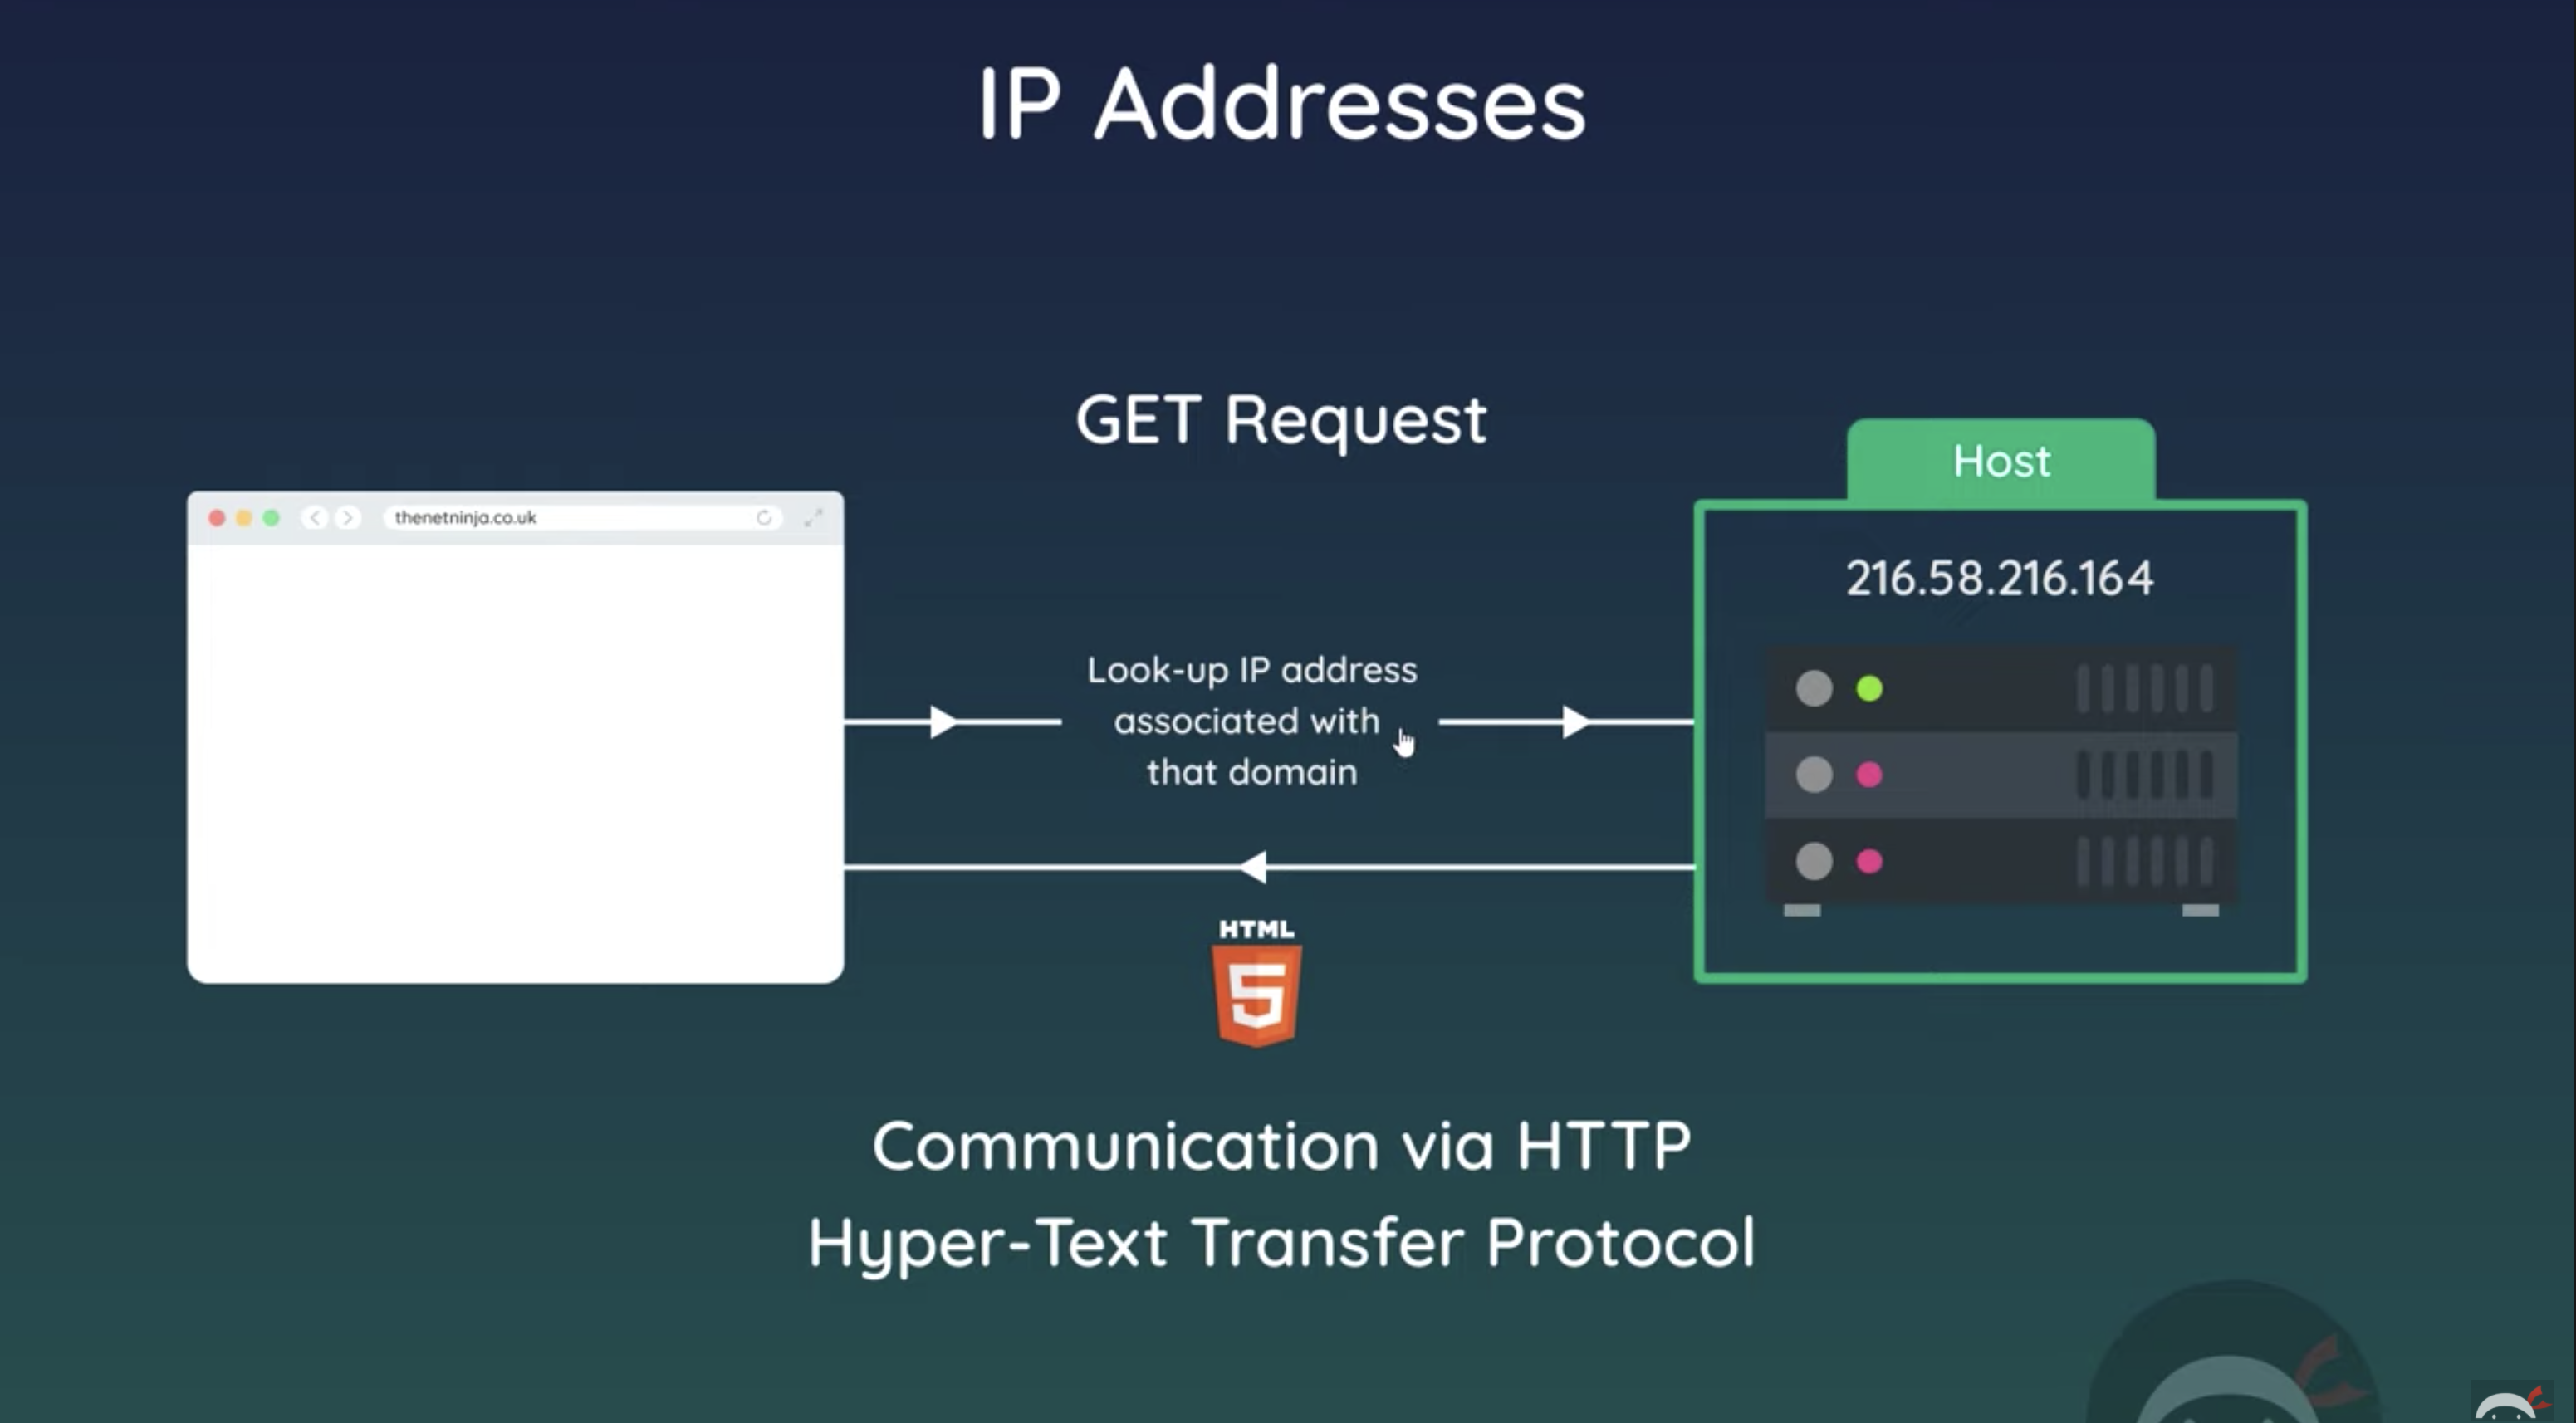 IP Addresses
GET Request
thenetninja.co.uk
Host
216.58.216.164
Look-up IP address
associated with
that domain
HTML
5
Communication via HTTP
Hyper-Text Transfer Protocol